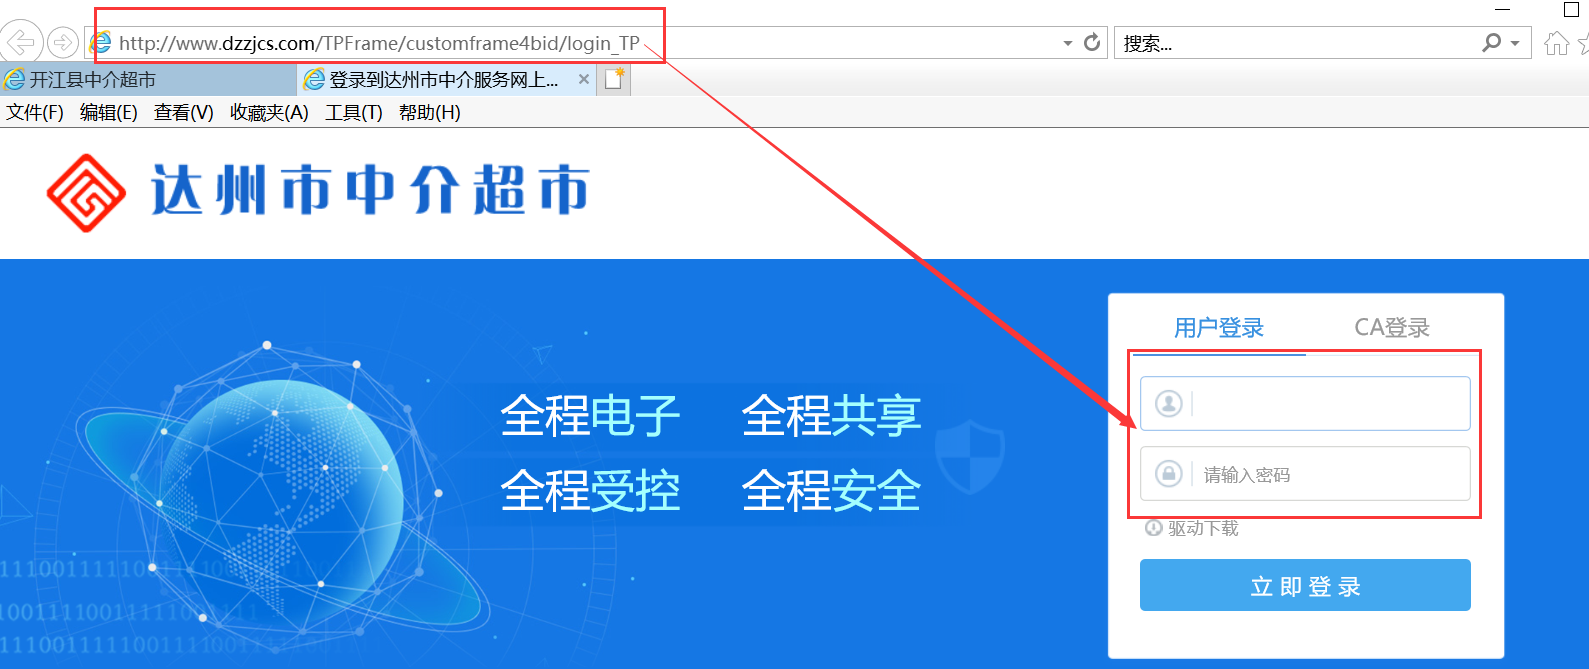 http://www.dzzjcs.com/TPFrame/customframe4bid/login_TP
搜索...
开江县中介超市
登录到达州市中介服务网上...
文件(F) 编辑(E) 查看(V) 收藏夹(A) 工具(T) 帮助(H)
达州市中介超市
用户登录 CA登录
全程电子 全程共享
全程受控 全程安全
请输入密码
驱动下载
立即登录